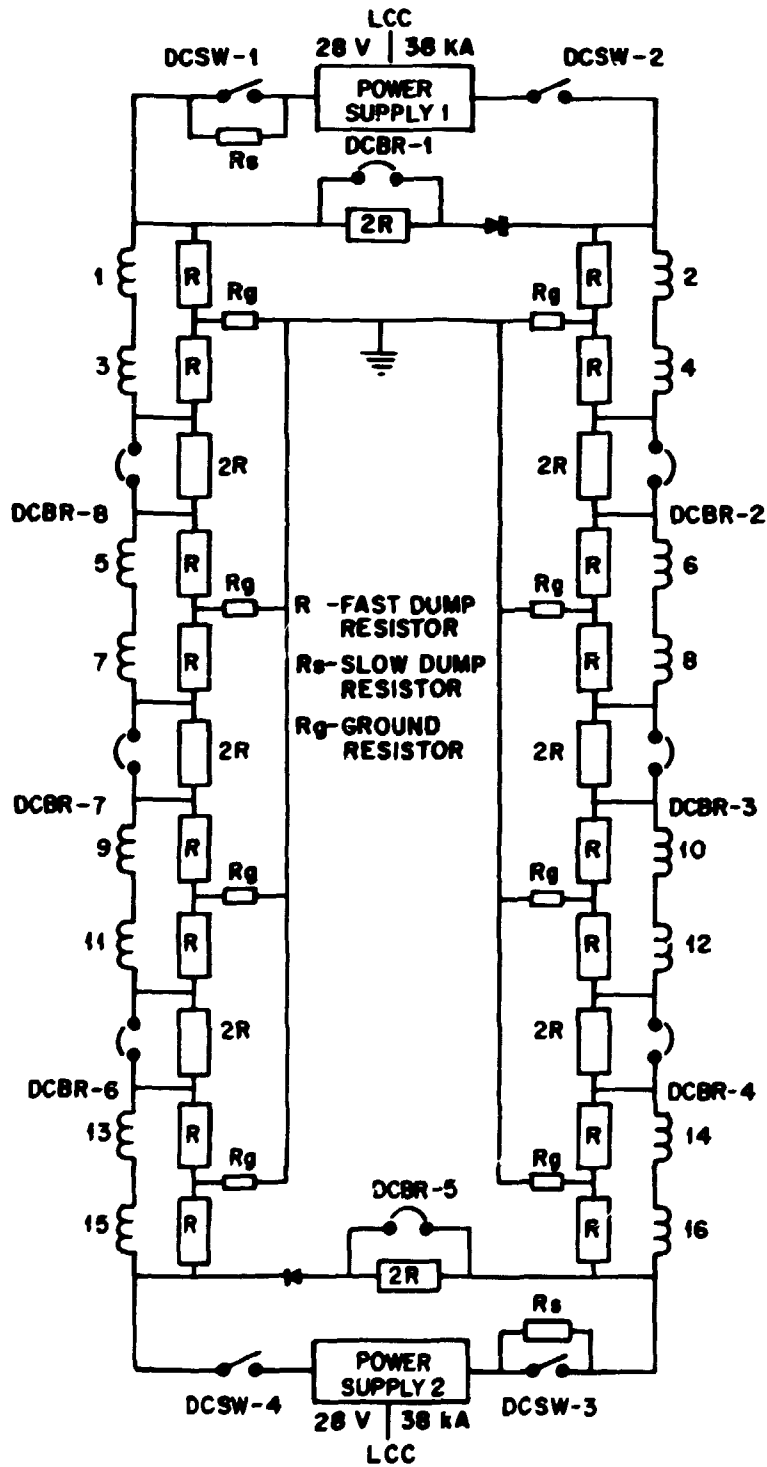 LCC
28 V 38 KA
DCSW-1
DCSW-2
POWER
SUPPLY 1
Rs
DCBR-1
2R
1
R
Rg
Rg
R
2
3
R
R
4
2R
2R
DCBR-8
DCBR-2
5
R
Rg
Rg
R
6
R -FAST DUMP
RESISTOR
7
R
R
8
Rs-SLOW DUMP
RESISTOR
Rg-GROUND
RESISTOR
2R
2R
DCBR-7
DCBR-3
9
R
Rg
Rg
R
10
11
R
R
12
2R
2R
DCBR-6
DCBR-4
13
R
Rg
Rg
R
14
DCBR-5
15
R
R
16
2R
Rs
POWER
SUPPLY 2
DCSW-4
DCSW-3
28 V 38 kA
LCC